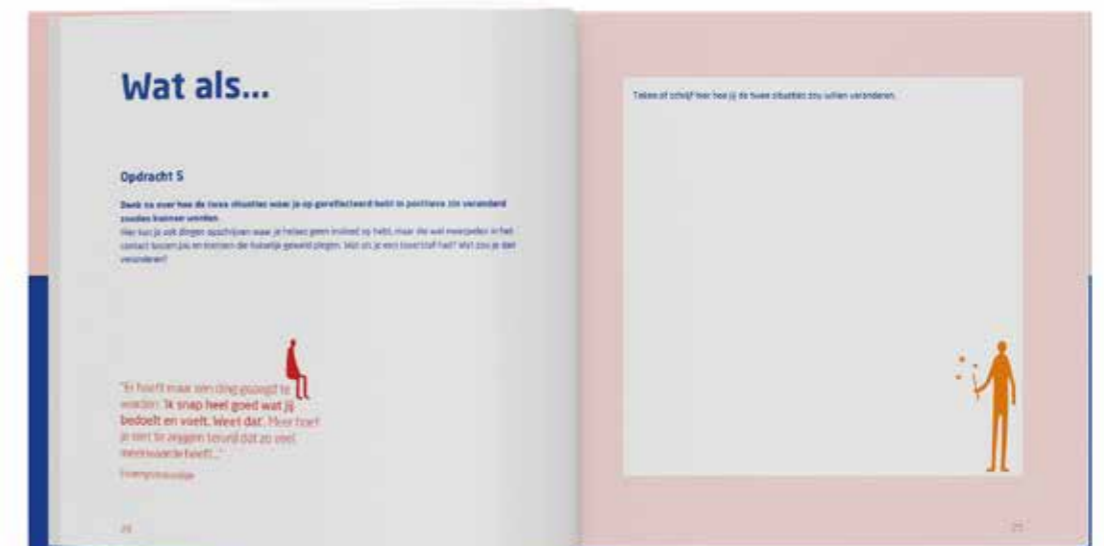 Wat als...
Opdracht 5
Denk na over hoe de twee situaties waar je op gereflecteerd hebt in positieve zin veranderd
zouden kunnen worden.
Hier kun je ook dingen opschrijven waar je helaas geen invloed op hebt, maar die wel meespelen in het
contact tussen jou en mensen die huiselijk geweld plegen. Wat als je een toverstaf had? Wat zou je dan
veranderen?
"Er hoeft maar één ding gezegd te
worden: 'Ik snap heel goed wat jij
bedoelt en voelt. Weet dat'. Meer hoef
je niet te zeggen terwijl dat zo veel
meerwaarde heeft..."
Teken of schrijf hier hoe jij de twee situaties zou willen veranderen.